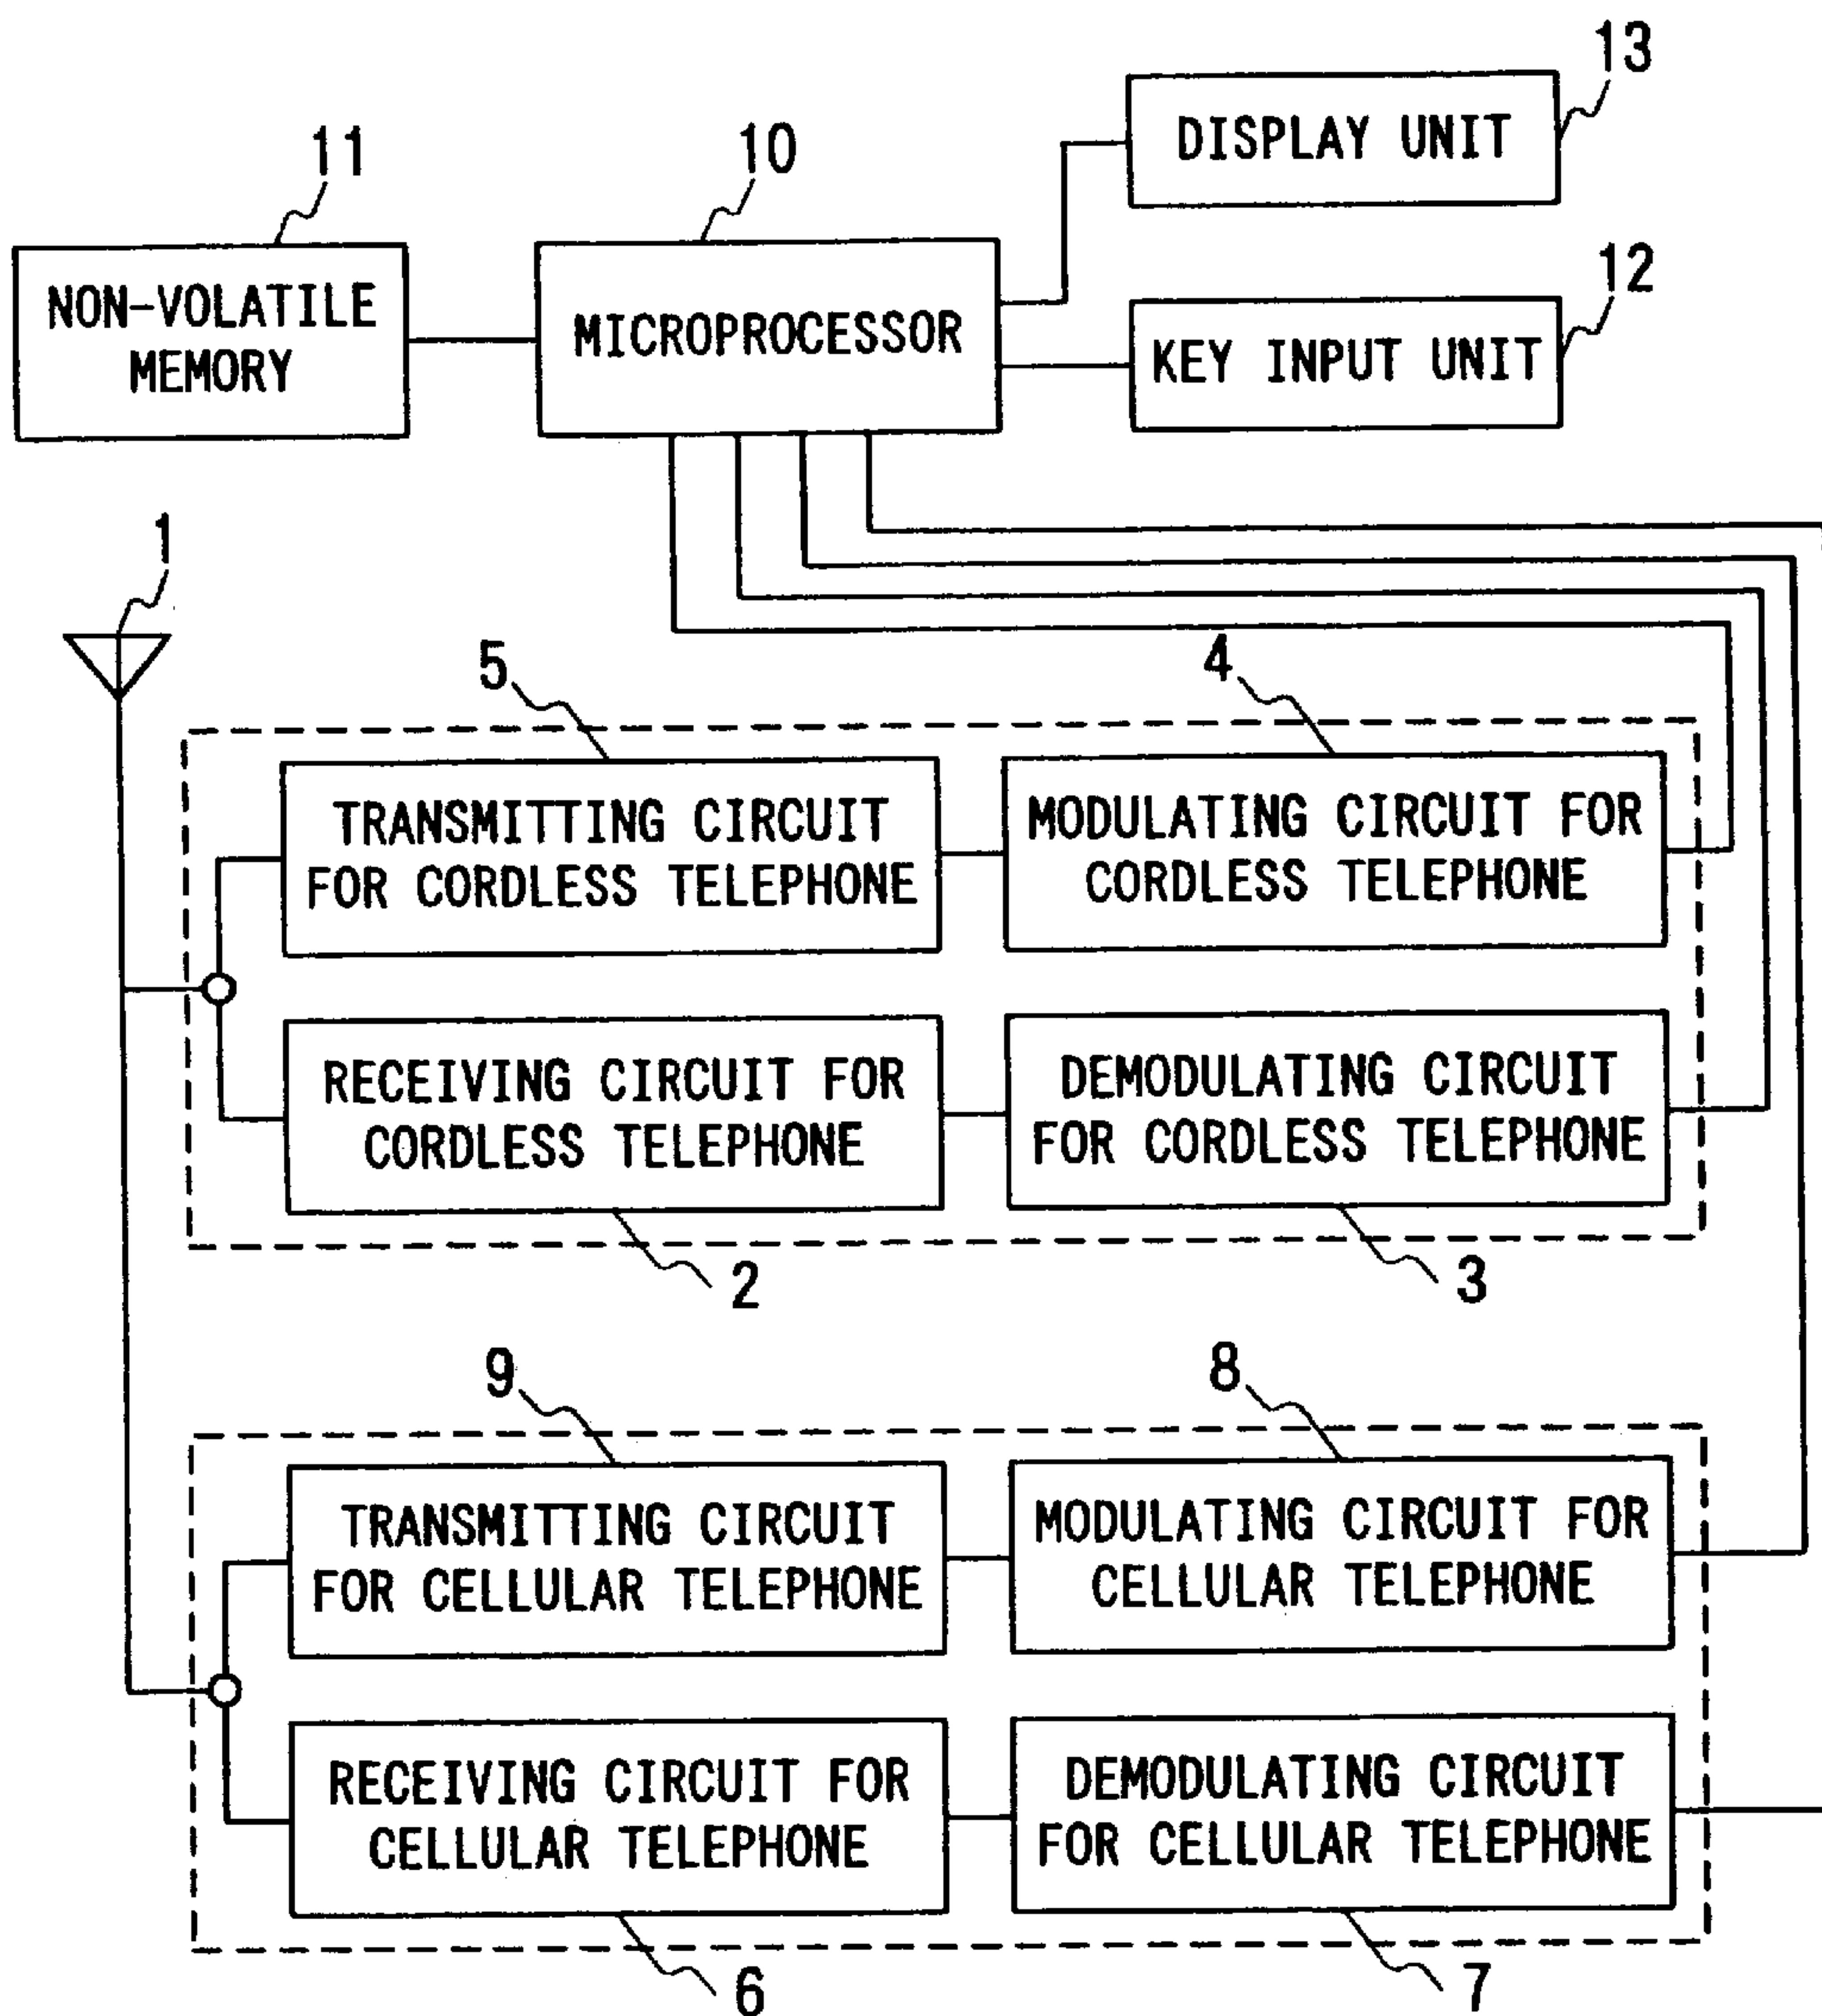 13
DISPLAY UNIT
11
10
NON-VOLATILE
MEMORY
MICROPROCESSOR
12
KEY INPUT UNIT
1
5
4
TRANSMITTING CIRCUIT
FOR CORDLESS TELEPHONE
MODULATING CIRCUIT FOR
CORDLESS TELEPHONE
RECEIVING CIRCUIT FOR
CORDLESS TELEPHONE
DEMODULATING CIRCUIT
FOR CORDLESS TELEPHONE
2
3
9
8
TRANSMITTING CIRCUIT
FOR CELLULAR TELEPHONE
MODULATING CIRCUIT FOR
CELLULAR TELEPHONE
RECEIVING CIRCUIT FOR
CELLULAR TELEPHONE
DEMODULATING CIRCUIT
FOR CELLULAR TELEPHONE
6
7